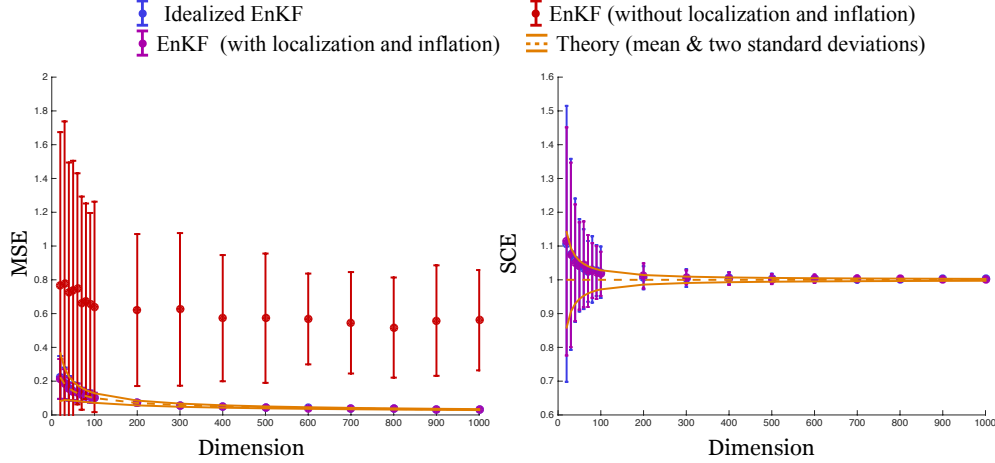 Idealized EnKF
EnKF (without localization and inflation)
EnKF (with localization and inflation)
Theory (mean & two standard deviations)
2
1.8
1.6
1.4
1.2
1
0.8
0.6
0.4
0.2
0
MSE
0 100 200 300 400 500 600 700 800 900 1000
Dimension
1.6
1.5
1.4
1.3
1.2
1.1
1.0
0.9
0.8
0.7
0.6
SCE
0 100 200 300 400 500 600 700 800 900 1000
Dimension